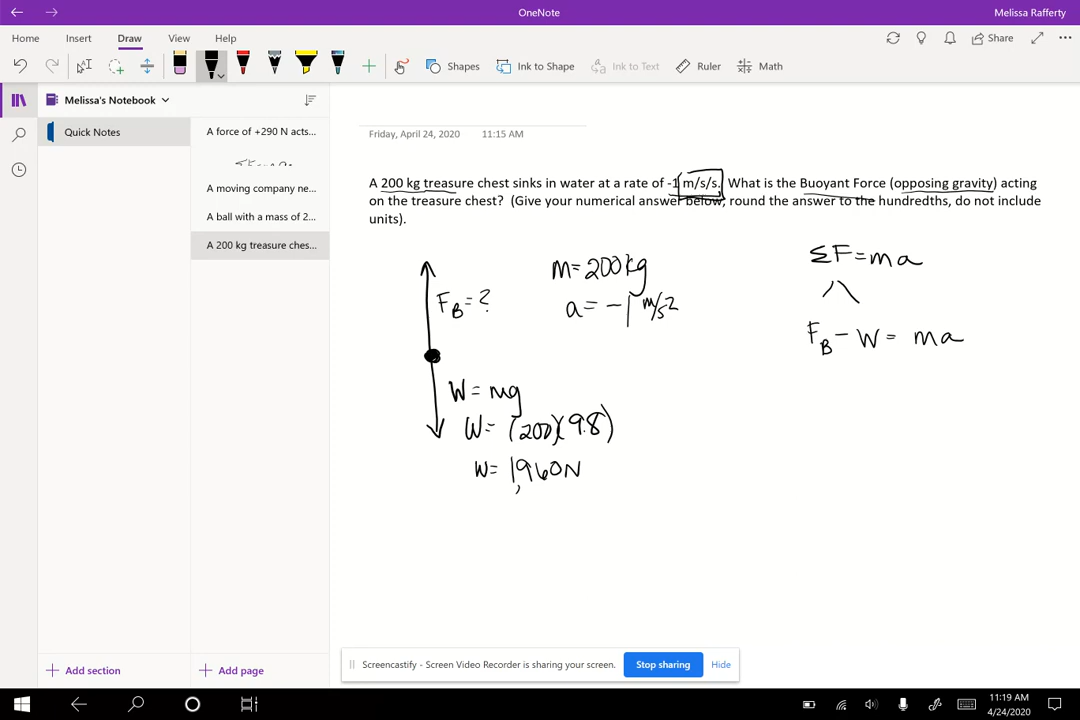 OneNote
Melissa Rafferty
Home Insert Draw View Help
Share
Ink to Shape
Shapes Ink to Text Ruler Math
Melissa's Notebook
Quick Notes
A force of +290 N acts...
A moving company ne...
A ball with a mass of 2...
A 200 kg treasure ches...
Friday, April 24, 2020 11:15 AM
A 200 kg treasure chest sinks in water at a rate of -1 m/s/s. What is the Buoyant Force (opposing gravity) acting
on the treasure chest? (Give your numerical answer below, round the answer to the hundredths, do not include
units).
F_B = ?
m = 200 kg
a = -1 m/s^2
ΣF = ma
F_B - W = ma
W = mg
W = (200)(9.8)
W = 1,960N
Add section
Add page
Screencastify - Screen Video Recorder is sharing your screen. Stop sharing Hide
11:19 AM
4/24/2020